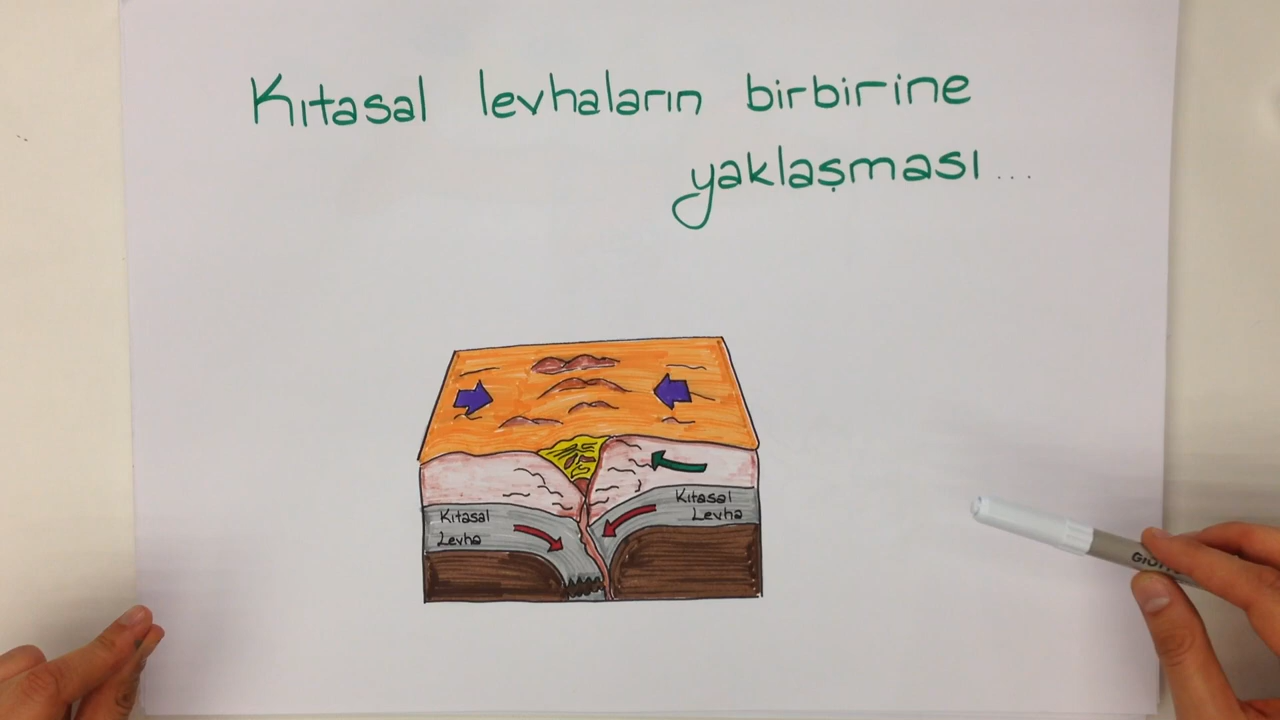 Kıtasal levhaların birbirine
yaklaşması...
Kıtasal
Levha
Kıtasal
Levha